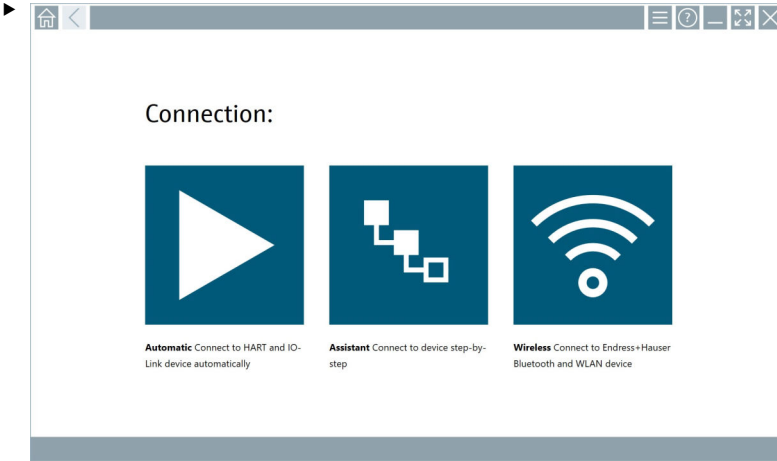 Connection:
Automatic Connect to HART and IO-
Link device automatically
Assistant Connect to device step-by-
step
Wireless Connect to Endress+Hauser
Bluetooth and WLAN device